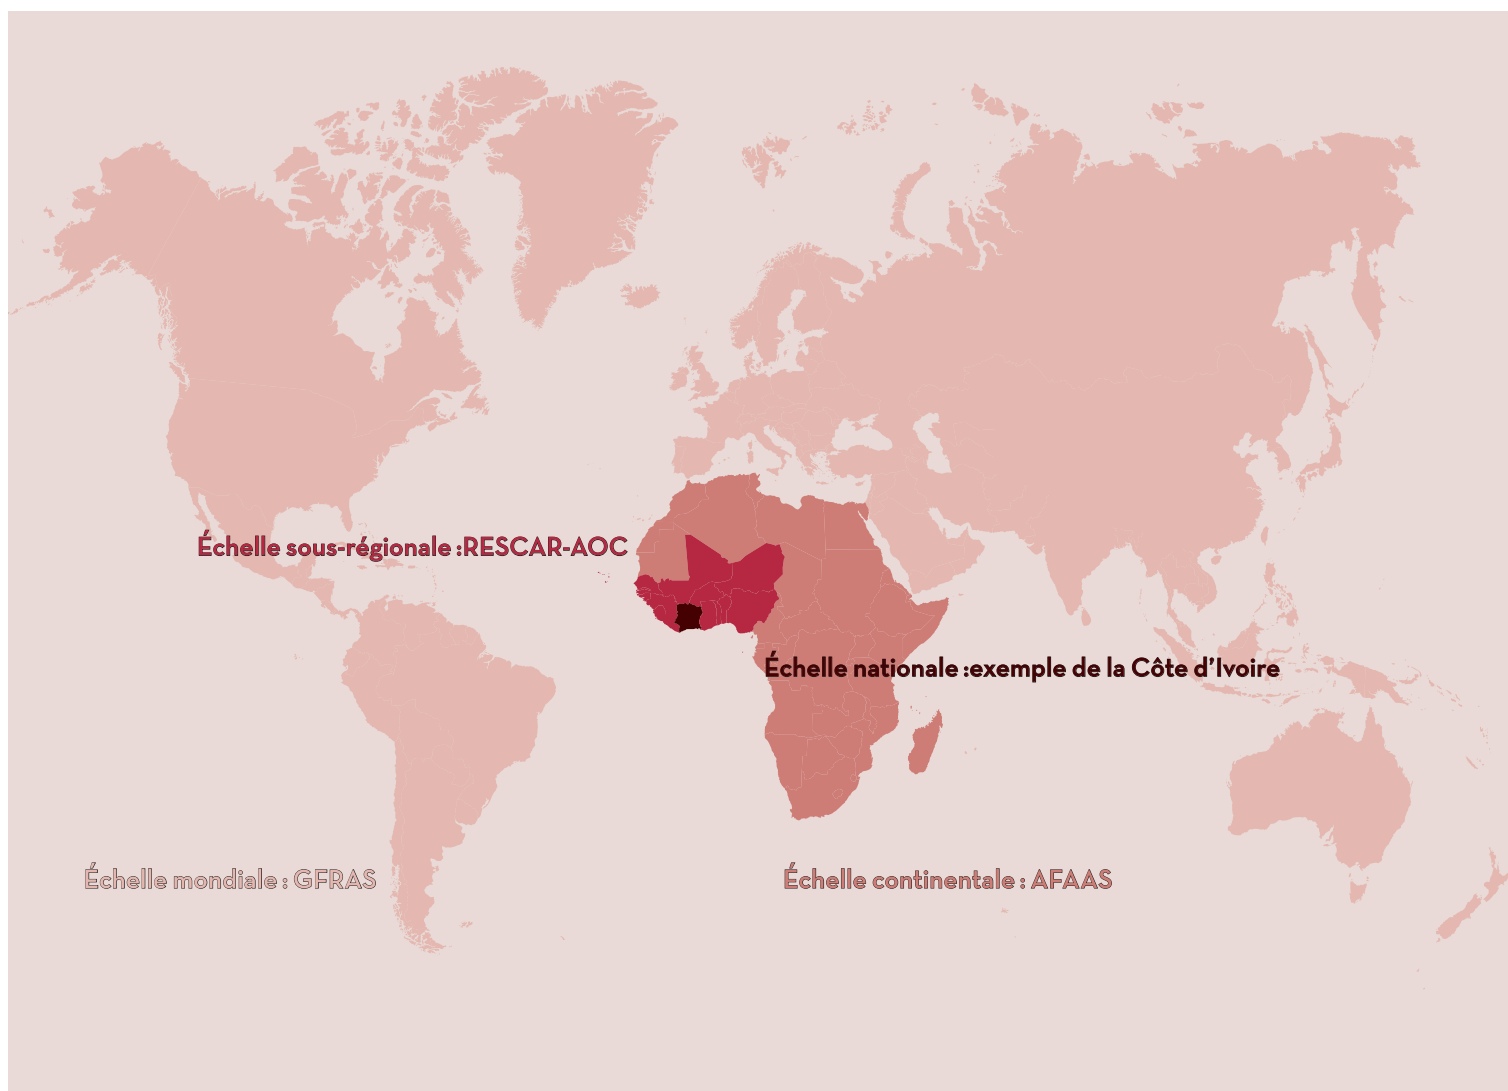 Échelle sous-régionale :RESCAR-AOC
Échelle nationale :exemple de la Côte d’Ivoire
Échelle mondiale : GFRAS
Échelle continentale : AFAAS